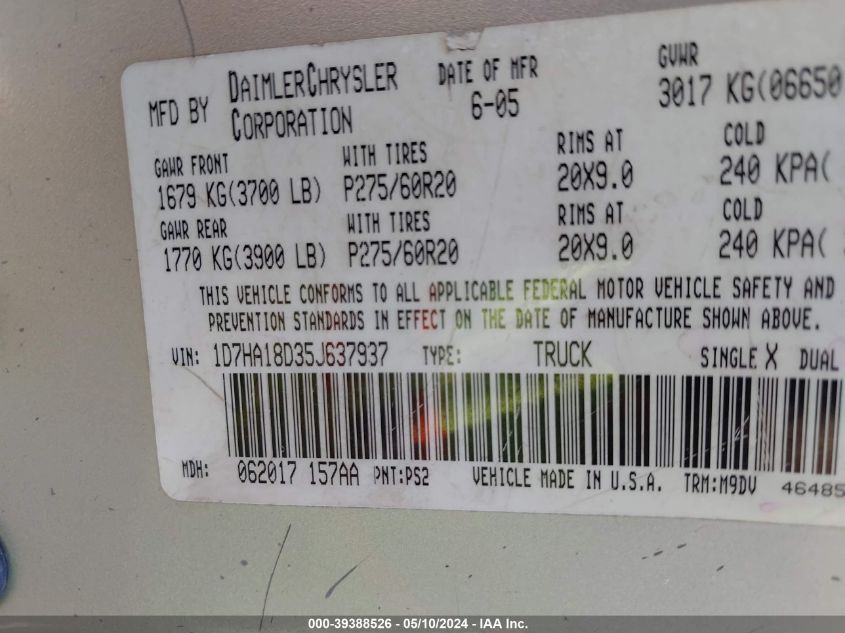 MFD BY DAIMLERCHRYSLER CORPORATION DATE OF MFR 6-05 GVWR 3017 KG(06650
GAWR FRONT WITH TIRES RIMS AT COLD
1679 KG(3700 LB) P275/60R20 20X9.0 240 KPA(
GAWR REAR WITH TIRES RIMS AT COLD
1770 KG(3900 LB) P275/60R20 20X9.0 240 KPA(
THIS VEHICLE CONFORMS TO ALL APPLICABLE FEDERAL MOTOR VEHICLE SAFETY AND
PREVENTION STANDARDS IN EFFECT ON THE DATE OF MANUFACTURE SHOWN ABOVE.
VIN: 1D7HA18D35J637937 TYPE: TRUCK SINGLE X DUAL
MDH: 062017 157AA PNT:PS2 VEHICLE MADE IN U.S.A. TRM:M9DV 46485
000-39388526 - 05/10/2024 - IAA Inc.